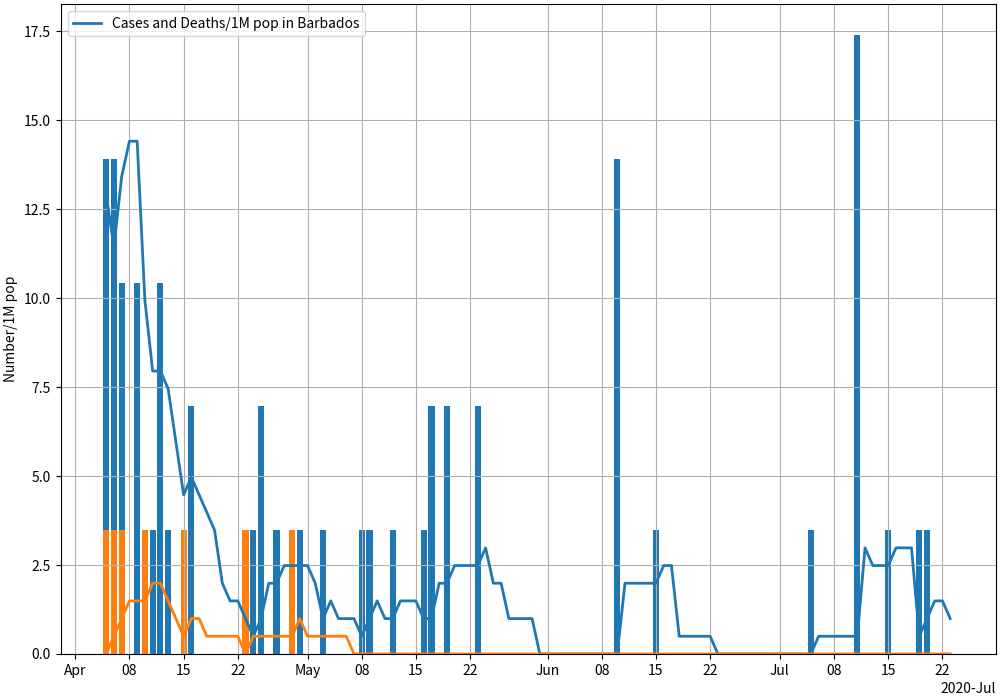 Cases and Deaths/1M pop in Barbados
Number/1M pop
17.5
15.0
12.5
10.0
7.5
5.0
2.5
0.0
Apr 08 15 22 May 08 15 22 Jun 08 15 22 Jul 08 15 22
2020-Jul